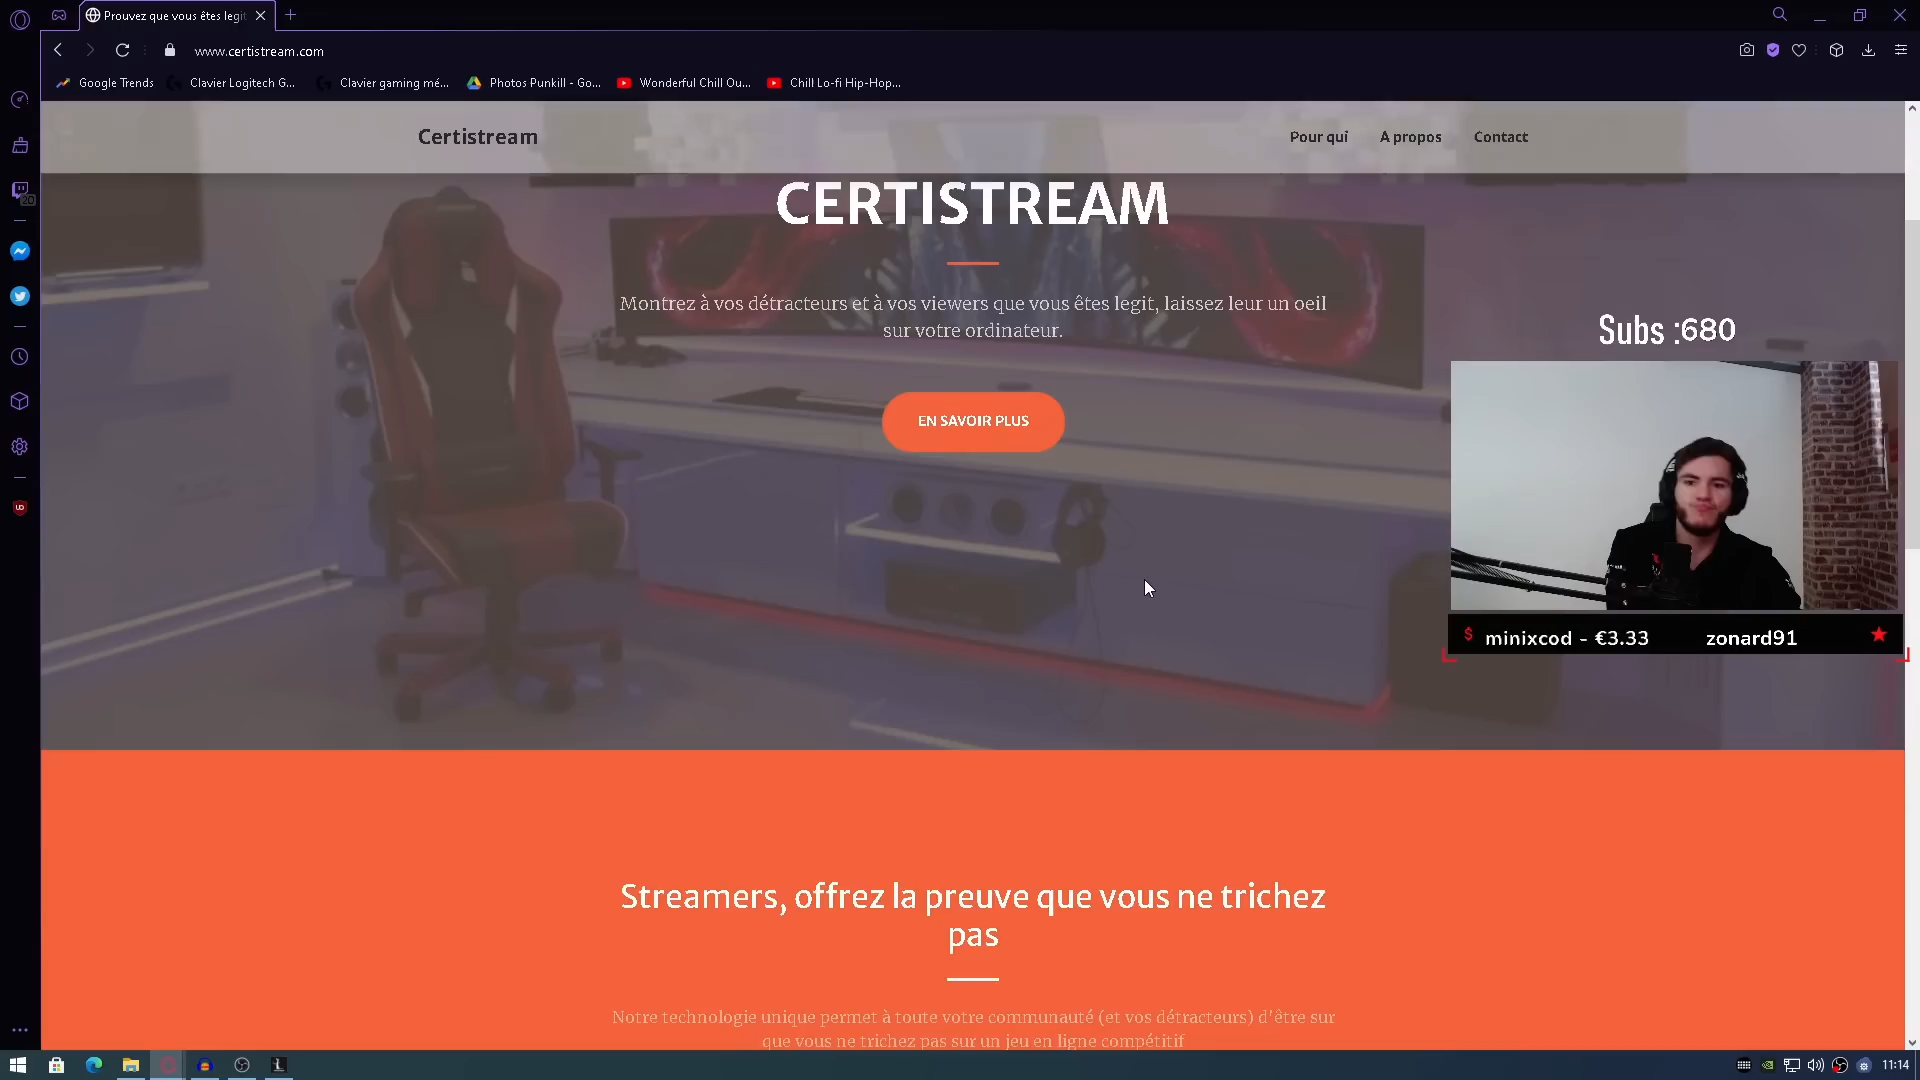 Prouvez que vous êtes legit
www.certistream.com
Google Trends
Clavier Logitech G...
Clavier gaming mé...
Photos Punkill - Go...
Wonderful Chill Ou...
Chill Lo-fi Hip-Hop...
Certistream
Pour qui
A propos
Contact
CERTISTREAM
Montrez à vos détracteurs et à vos viewers que vous êtes legit, laissez leur un oeil
sur votre ordinateur.
EN SAVOIR PLUS
Subs :680
minixcod - €3.33
zonard91
Streamers, offrez la preuve que vous ne trichez
pas
Notre technologie unique permet à toute votre communauté (et vos détracteurs) d'être sur
que vous ne trichez pas sur un jeu en ligne compétitif
20
UO
11:14